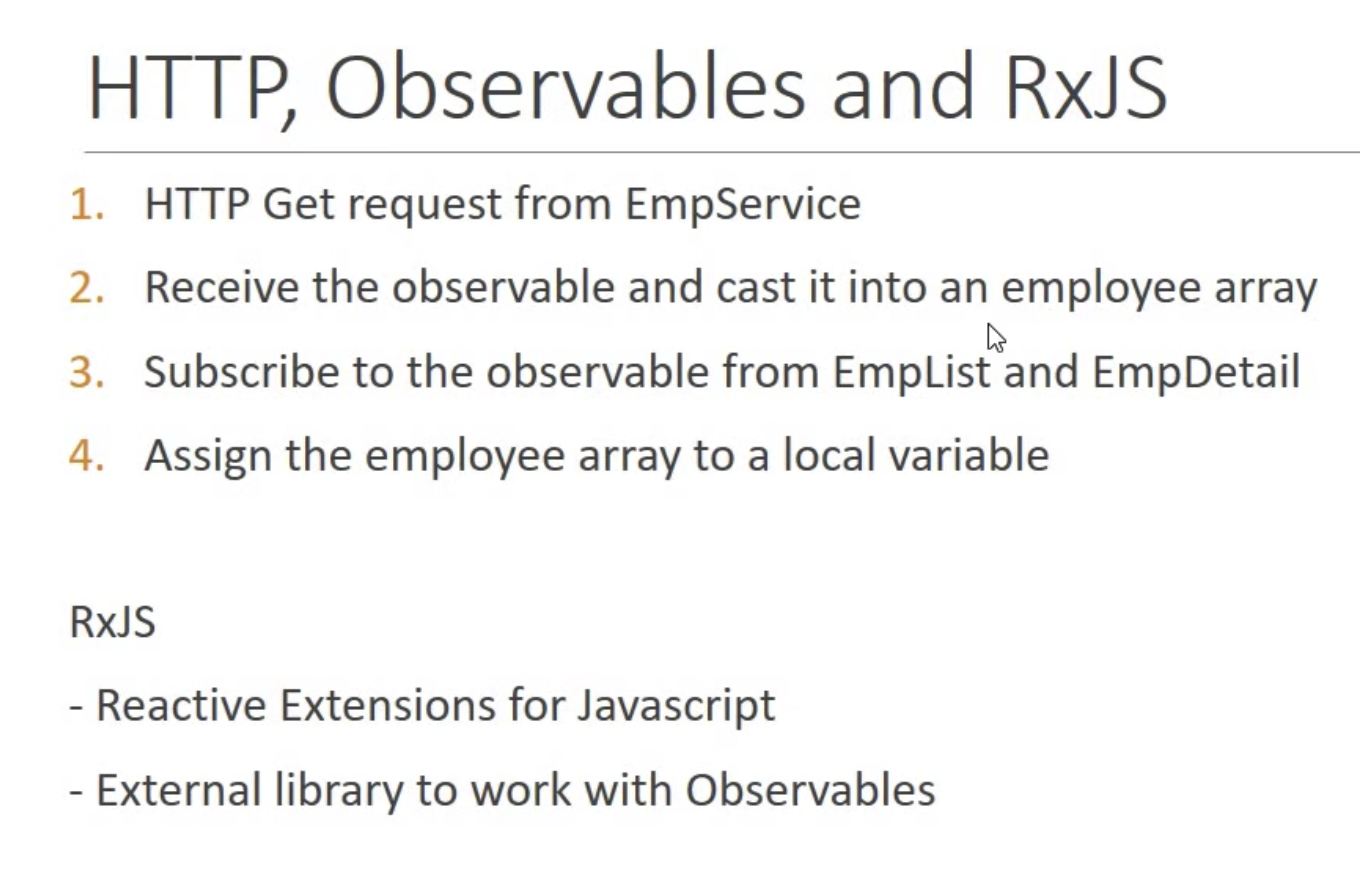 HTTP, Observables and RxJS
1. HTTP Get request from EmpService
2. Receive the observable and cast it into an employee array
3. Subscribe to the observable from EmpList and EmpDetail
4. Assign the employee array to a local variable
RxJS
- Reactive Extensions for Javascript
- External library to work with Observables